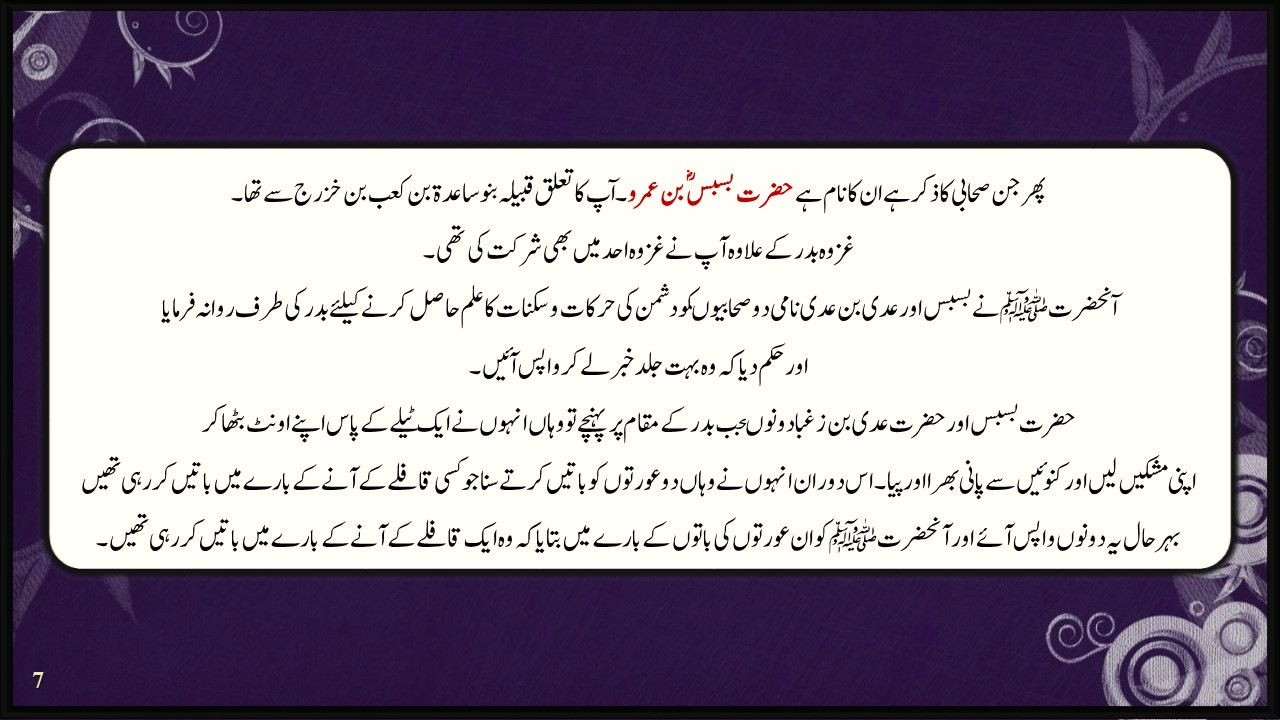 پھر جن صحابی کا ذکر ہے ان کا نام ہے حضرت بسبسؓ بن عمرو۔ آپ کا تعلق قبیلہ بنو ساعدۃ بن کعب بن خزرج سے تھا۔
غزوہ بدر کے علاوہ آپ نے غزوہ احد میں بھی شرکت کی تھی۔
آنحضرت ﷺ نے بسبس اور عدی بن عدی نامی دو صحابیوں کو دشمن کی حرکات و سکنات کا علم حاصل کرنے کیلئے بدر کی طرف روانہ فرمایا
اور حکم دیا کہ وہ بہت جلد خبر لے کر واپس آئیں۔
حضرت بسبس اور حضرت عدی بن زغبا دونوں جب بدر کے مقام پر پہنچے تو وہاں انہوں نے ایک ٹیلے کے پاس اپنے اونٹ بٹھا کر
اپنی مشکیں لیں اور کنوئیں سے پانی بھرا اور پیا۔ اس دوران انہوں نے وہاں دو عورتوں کو باتیں کرتے سنا جو کسی قافلے کے آنے کے بارے میں باتیں کر رہی تھیں
بہر حال یہ دونوں واپس آئے اور آنحضرت ﷺ کو ان عورتوں کی باتوں کے بارے میں بتایا کہ وہ ایک قافلے کے آنے کے بارے میں باتیں کر رہی تھیں۔
7